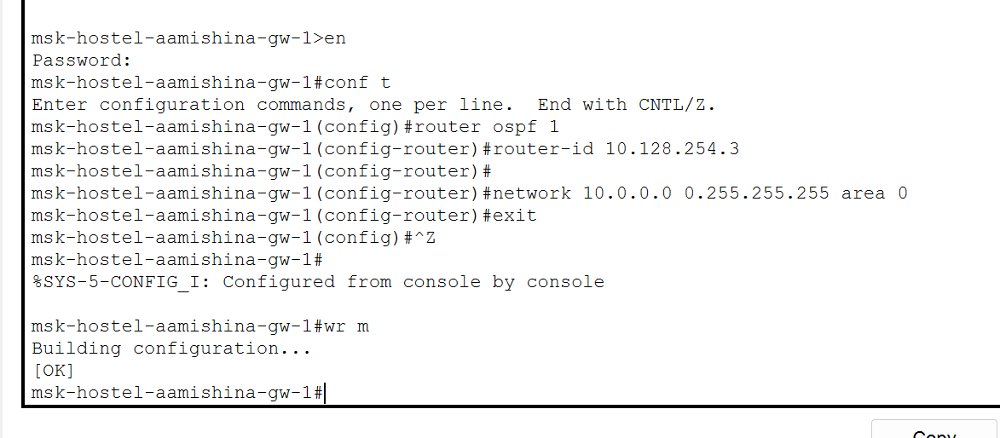 msk-hostel-aamishina-gw-1>en
Password:
msk-hostel-aamishina-gw-1#conf t
Enter configuration commands, one per line.  End with CNTL/Z.
msk-hostel-aamishina-gw-1(config)#router ospf 1
msk-hostel-aamishina-gw-1(config-router)#router-id 10.128.254.3
msk-hostel-aamishina-gw-1(config-router)#
msk-hostel-aamishina-gw-1(config-router)#network 10.0.0.0 0.255.255.255 area 0
msk-hostel-aamishina-gw-1(config-router)#exit
msk-hostel-aamishina-gw-1(config)#^Z
msk-hostel-aamishina-gw-1#
%SYS-5-CONFIG_I: Configured from console by console
msk-hostel-aamishina-gw-1#wr m
Building configuration...
[OK]
msk-hostel-aamishina-gw-1#
Copy